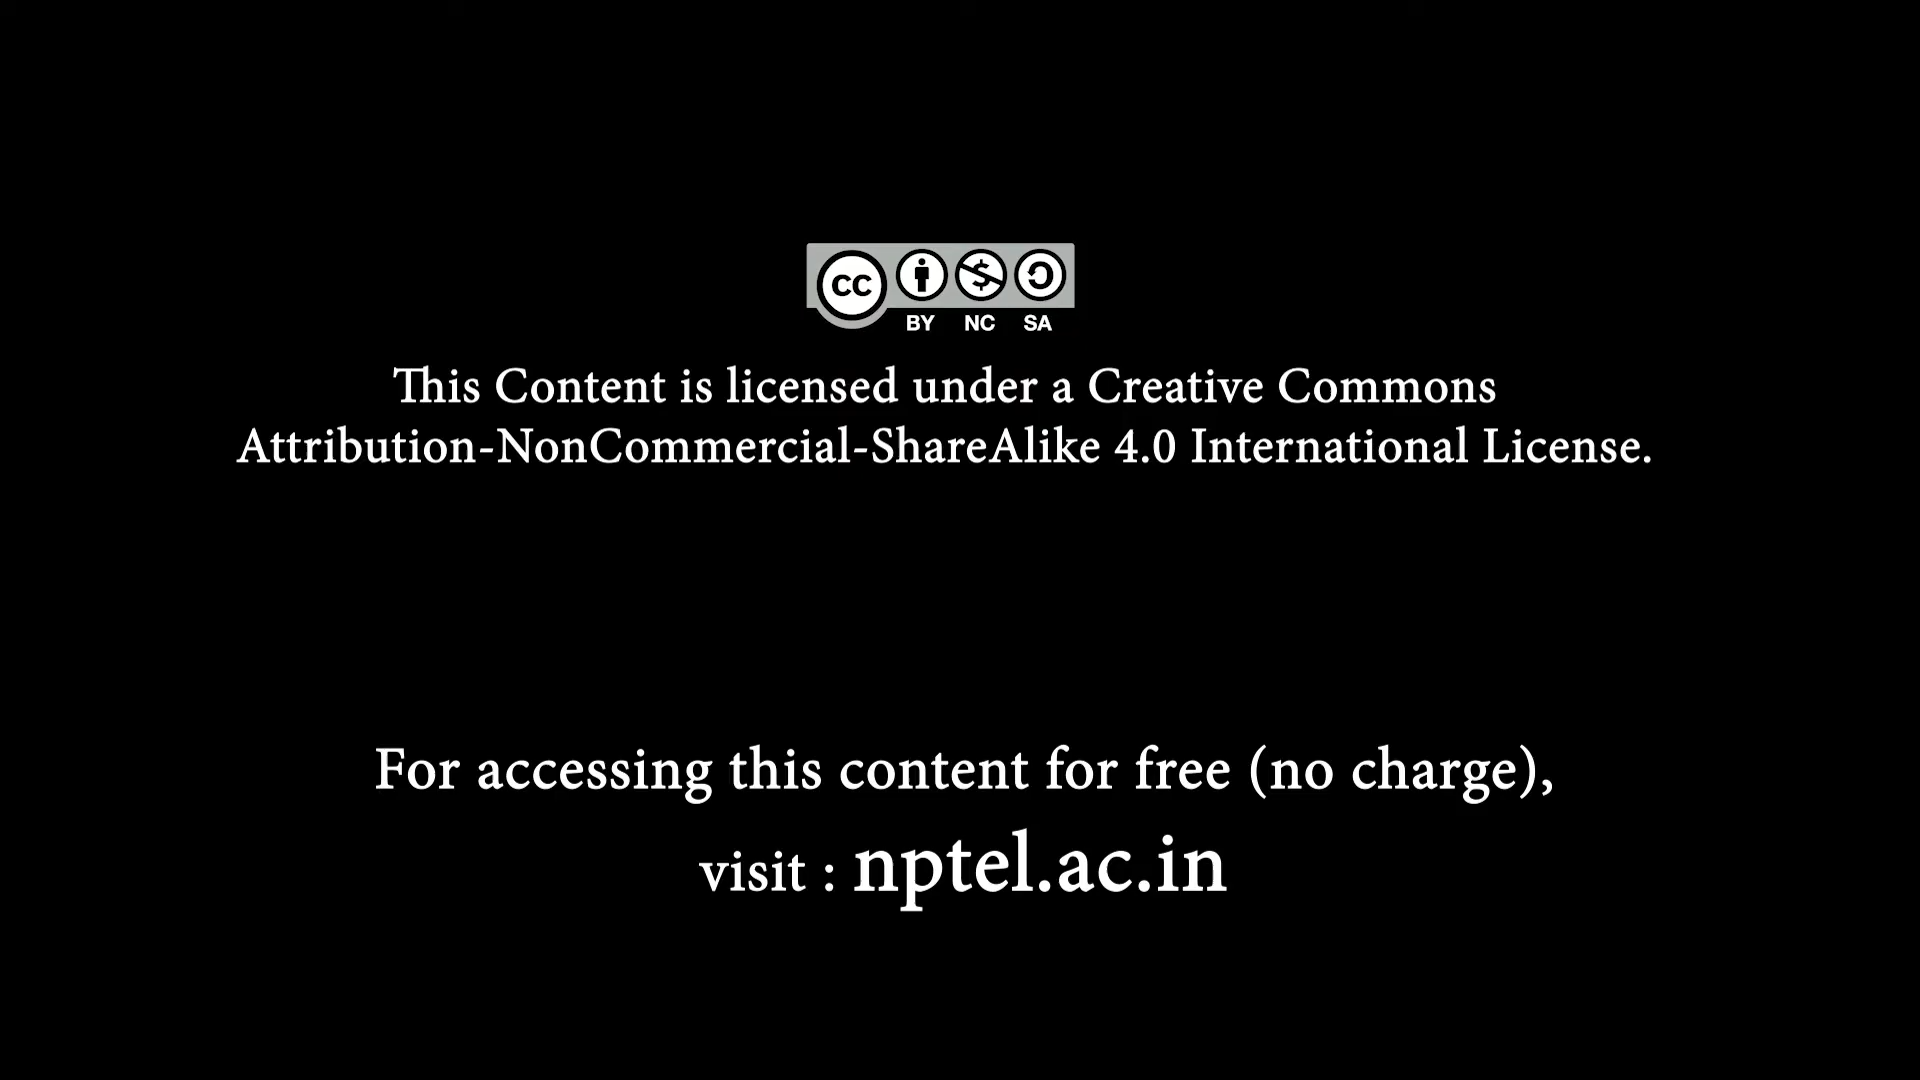 CC BY NC SA
This Content is licensed under a Creative Commons
Attribution-NonCommercial-ShareAlike 4.0 International License.
For accessing this content for free (no charge),
visit : nptel.ac.in